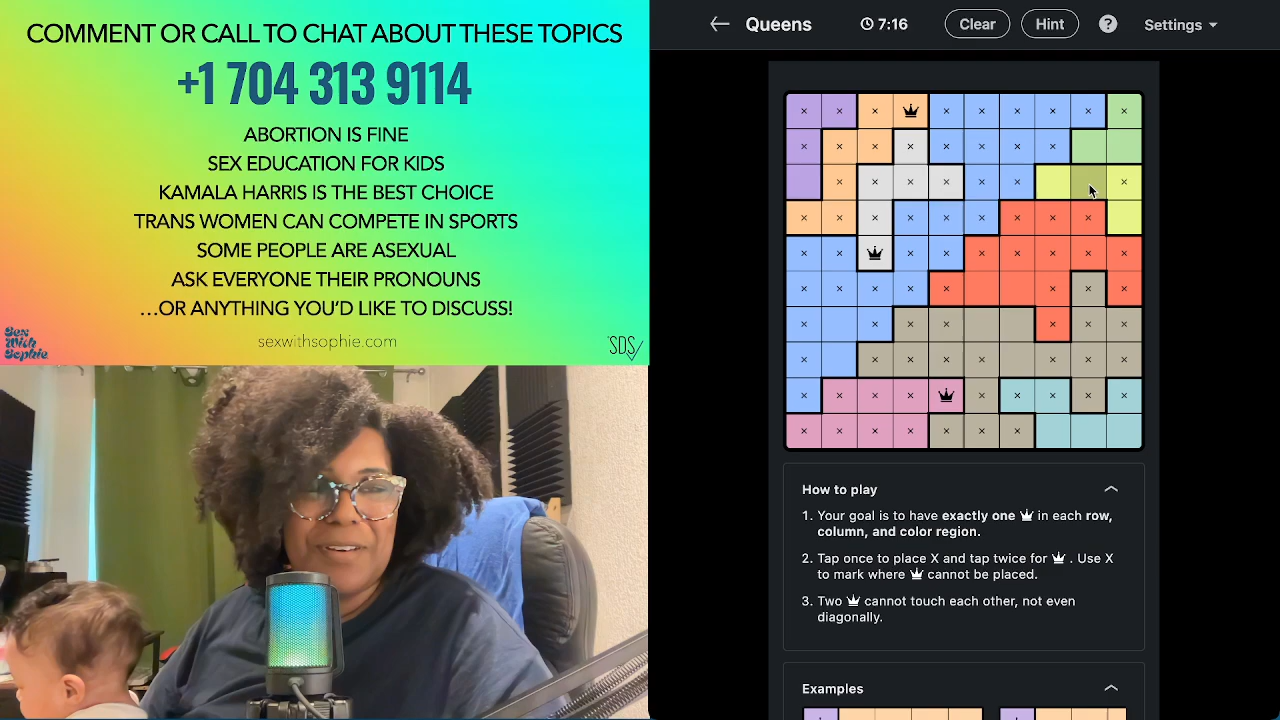 COMMENT OR CALL TO CHAT ABOUT THESE TOPICS
+1 704 313 9114
ABORTION IS FINE
SEX EDUCATION FOR KIDS
KAMALA HARRIS IS THE BEST CHOICE
TRANS WOMEN CAN COMPETE IN SPORTS
SOME PEOPLE ARE ASEXUAL
ASK EVERYONE THEIR PRONOUNS
...OR ANYTHING YOU'D LIKE TO DISCUSS!
sexwithsophie.com
Sex
With
Sophie
SDS
Queens
7:16
Clear
Hint
?
Settings
How to play
1. Your goal is to have exactly one in each row,
column, and color region.
2. Tap once to place X and tap twice for . Use X
to mark where cannot be placed.
3. Two cannot touch each other, not even
diagonally.
Examples